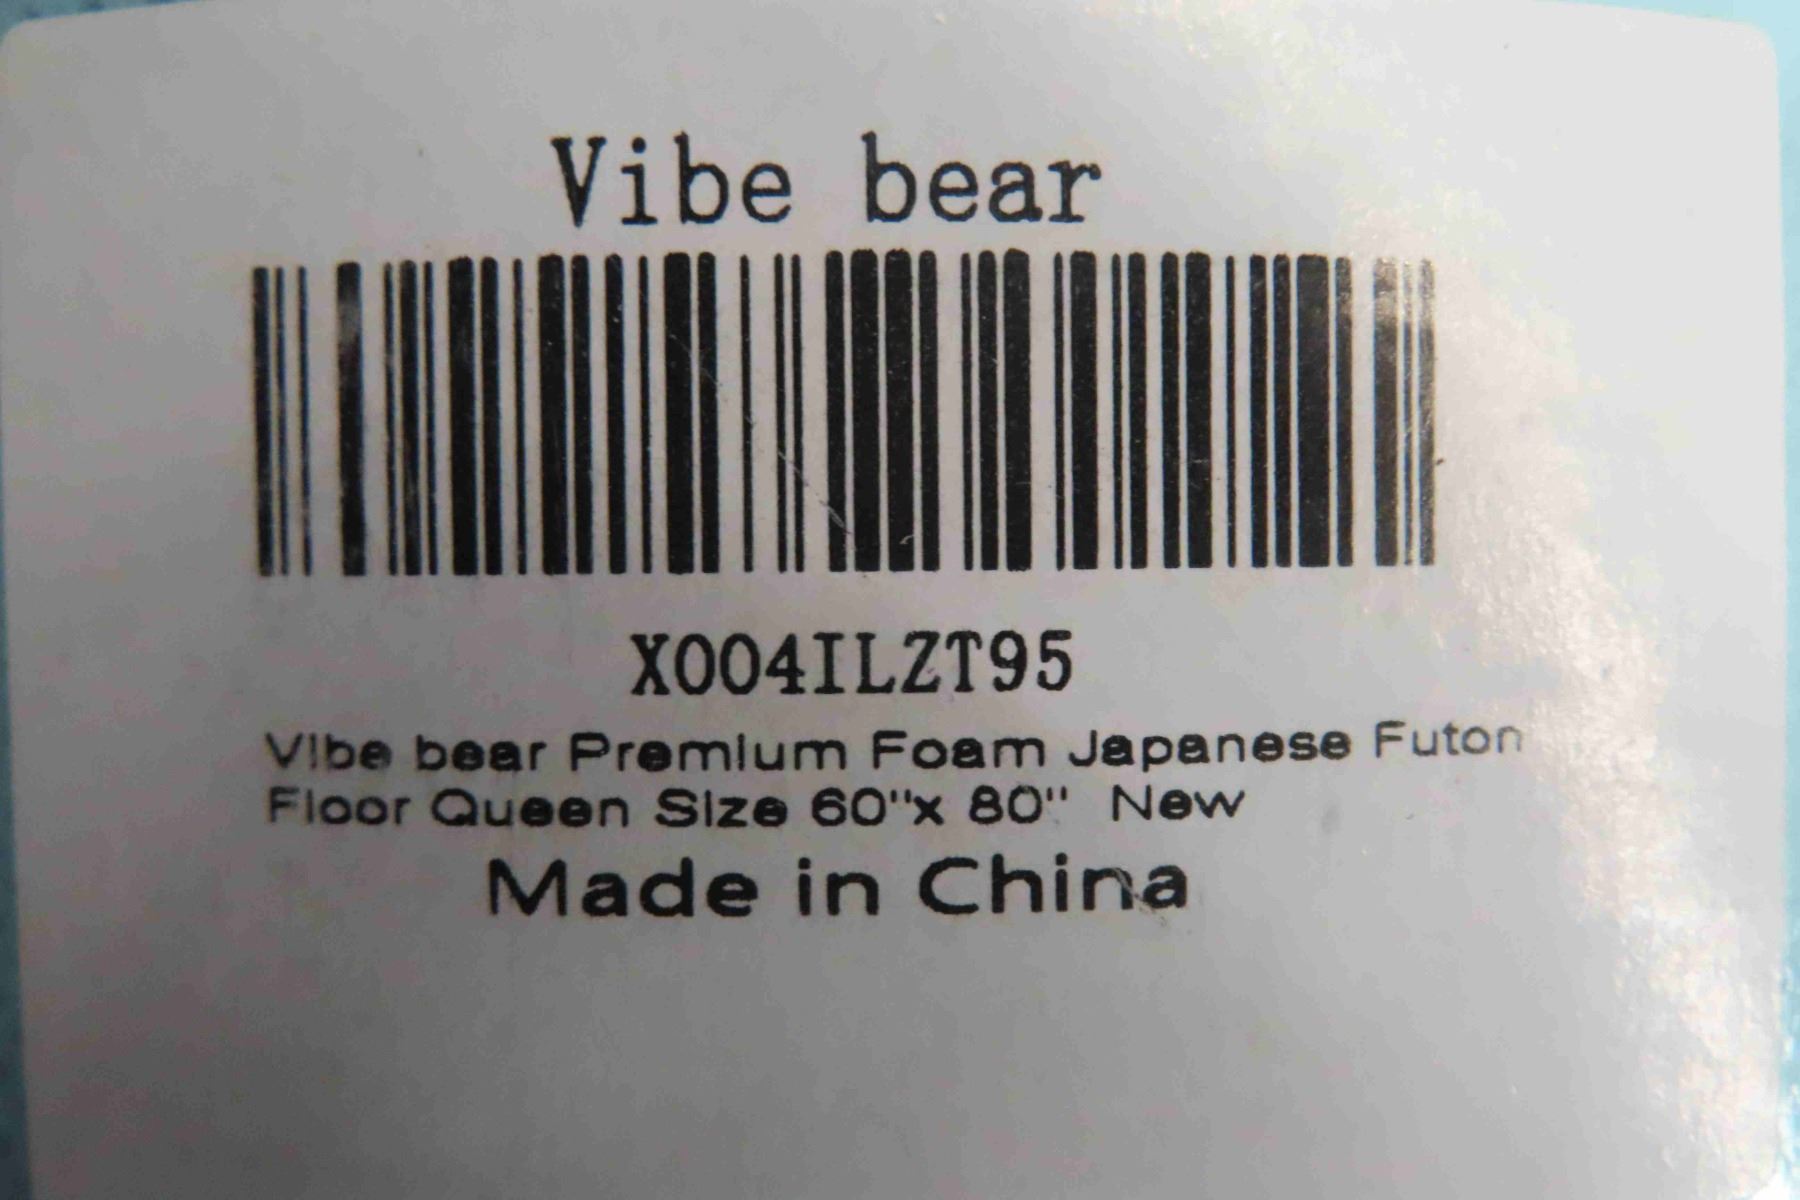 Vibe bear
X004ILZT95
Vibe bear Premium Foam Japanese Futon
Floor Queen Size 60"x 80" New
Made in China